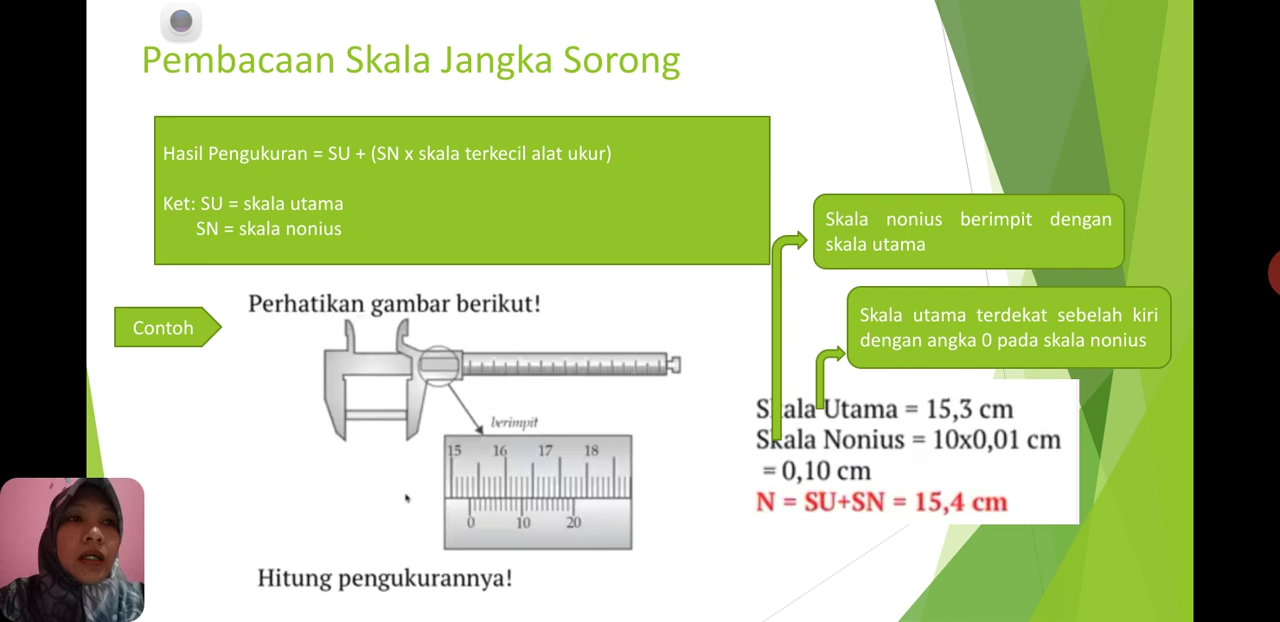 Pembacaan Skala Jangka Sorong
Hasil Pengukuran = SU + (SN x skala terkecil alat ukur)
Ket: SU = skala utama
SN = skala nonius
Skala nonius berimpit dengan
skala utama
Skala utama terdekat sebelah kiri
dengan angka 0 pada skala nonius
Contoh
Perhatikan gambar berikut!
berimpit
15 16 17 18
0 10 20
Hitung pengukurannya!
Skala Utama = 15,3 cm
Skala Nonius = 10x0,01 cm
= 0,10 cm
N = SU+SN = 15,4 cm